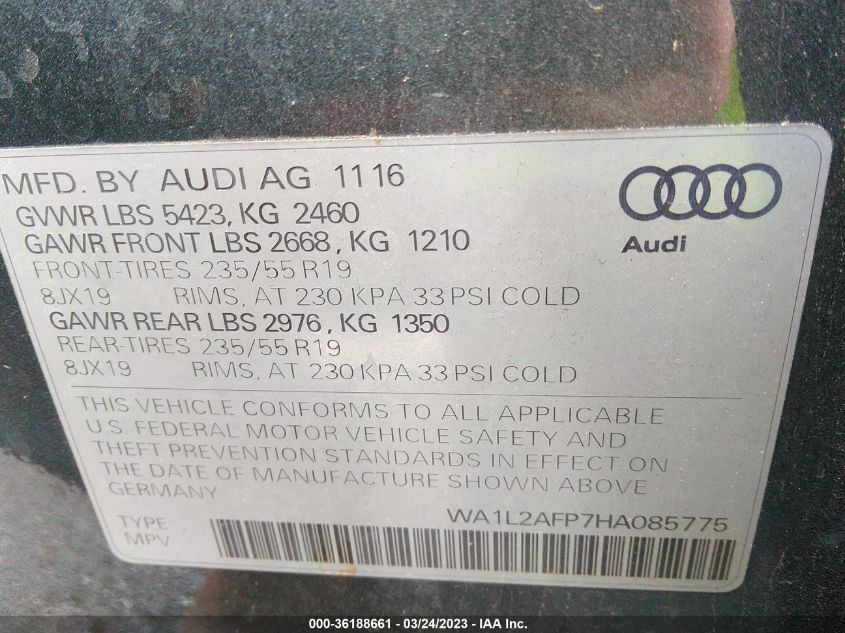 MFD. BY AUDI AG 11 16
GVWR LBS 5423, KG 2460
GAWR FRONT LBS 2668, KG 1210
FRONT-TIRES 235/55 R19
8JX19 RIMS, AT 230 KPA 33 PSI COLD
GAWR REAR LBS 2976, KG 1350
REAR-TIRES 235/55 R19
8JX19 RIMS, AT 230 KPA 33 PSI COLD
Audi
THIS VEHICLE CONFORMS TO ALL APPLICABLE
U.S. FEDERAL MOTOR VEHICLE SAFETY AND
THEFT PREVENTION STANDARDS IN EFFECT ON
THE DATE OF MANUFACTURE SHOWN ABOVE
GERMANY
WA1L2AFP7HA085775
TYPE:
MPV
000-36188661 - 03/24/2023 - IAA Inc.